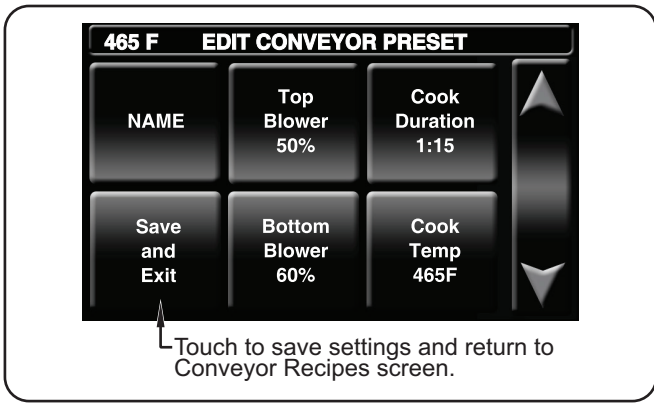 465 F EDIT CONVEYOR PRESET
NAME
Top
Blower
50%
Cook
Duration
1:15
Save
and
Exit
Bottom
Blower
60%
Cook
Temp
465F
Touch to save settings and return to
Conveyor Recipes screen.